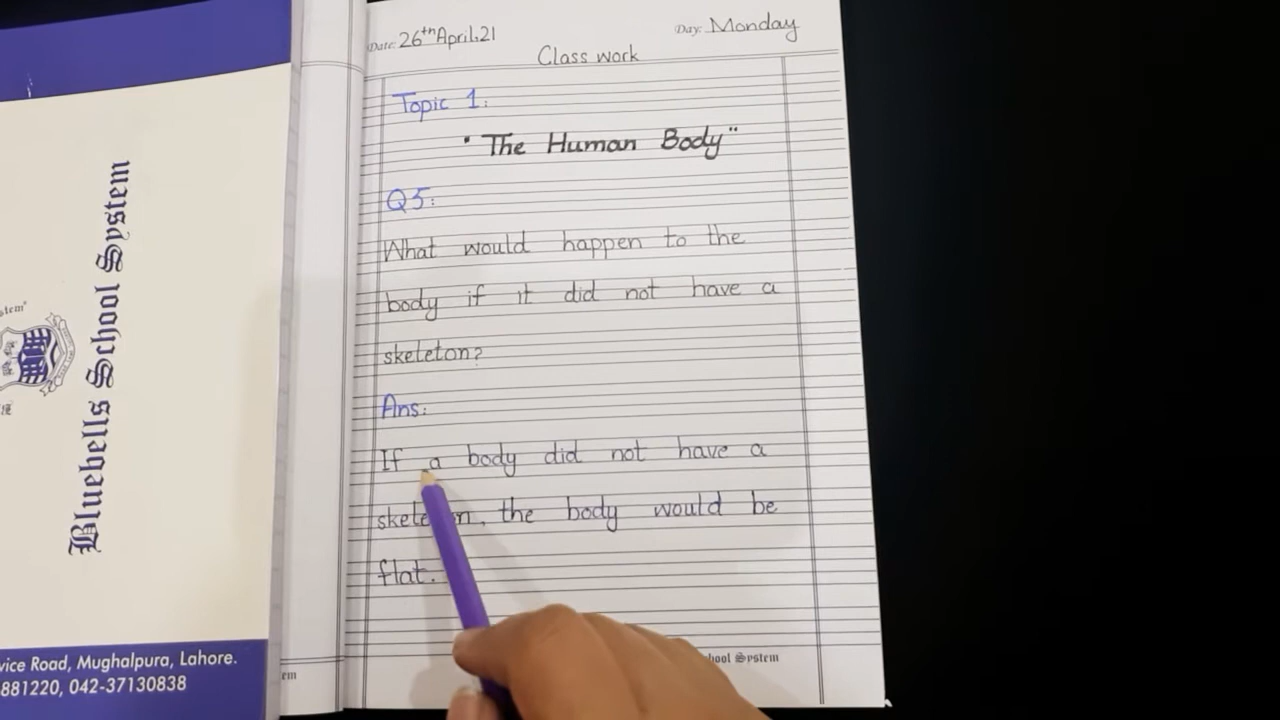 Bluebells School System
vice Road, Mughalpura, Lahore.
881220, 042-37130838
Date: 26th April,21
Day: Monday
Class work
Topic 1:
"The Human Body"
Q5:
What would happen to the
body if it did not have a
skeleton?
Ans:
If a body did not have a
the body would be
flat.
System